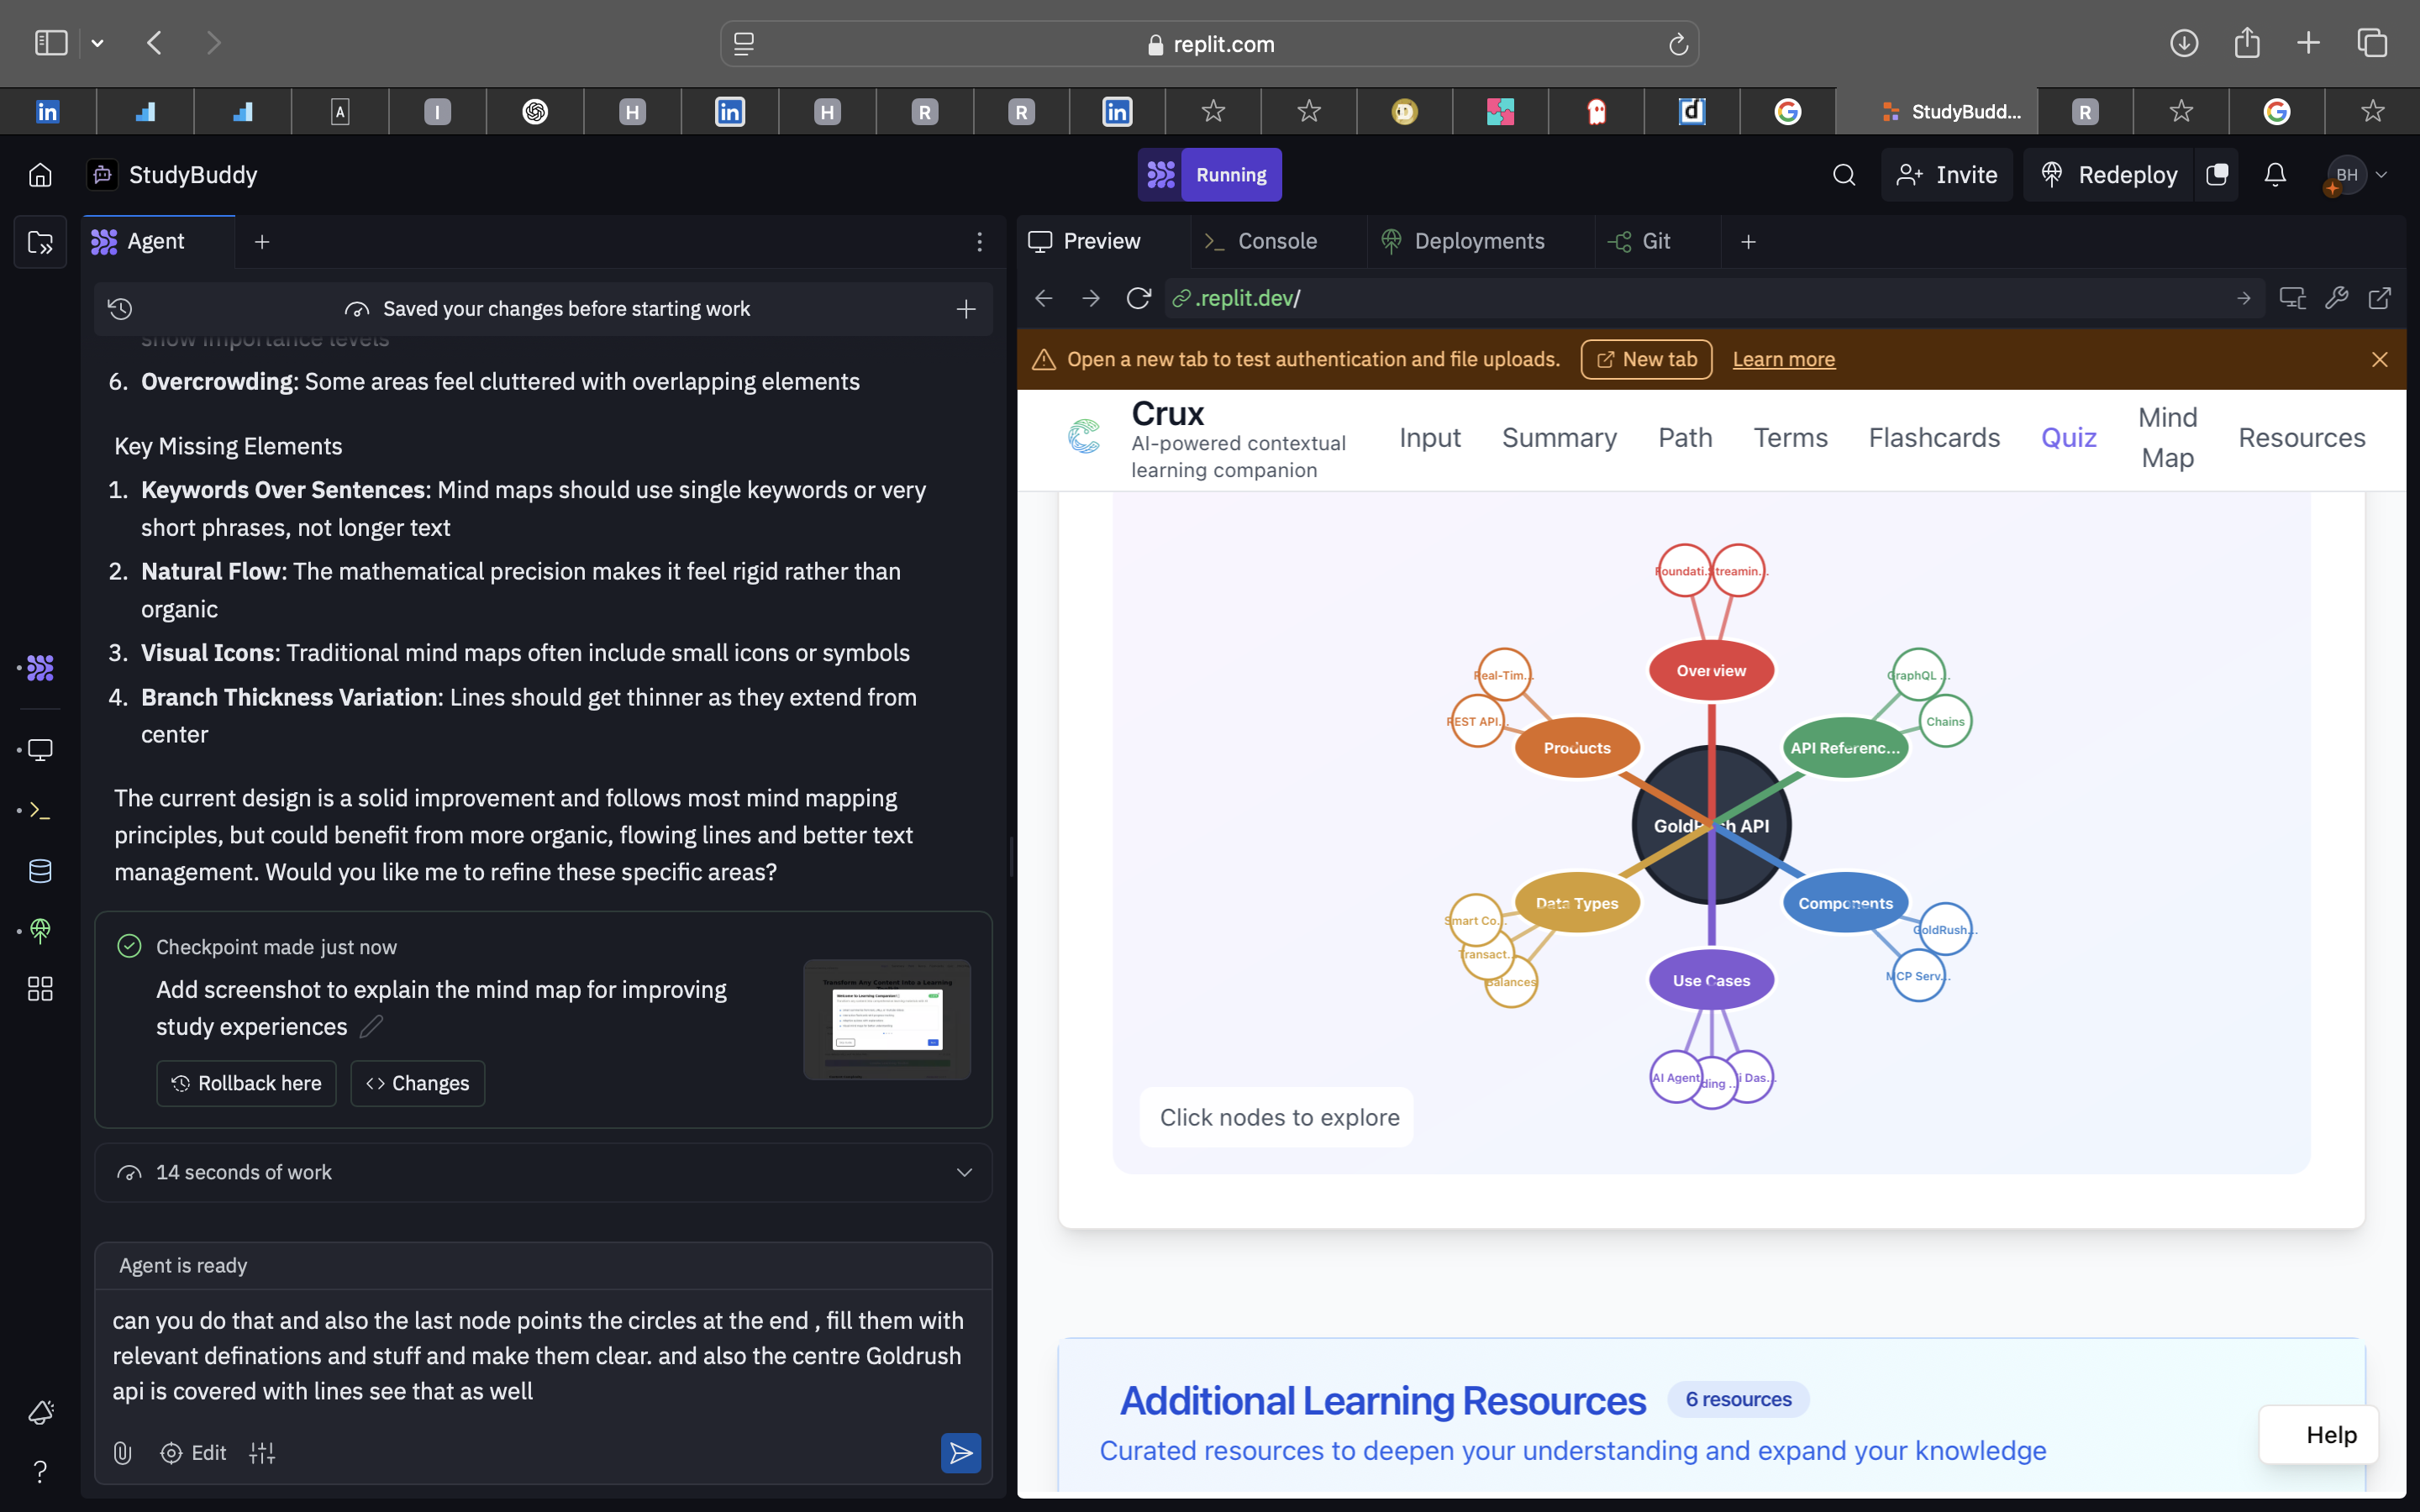 replit.com
StudyBudd...
StudyBuddy
Running
Invite
Redeploy
BH
Agent
Preview
Console
Deployments
Git
Saved your changes before starting work
.replit.dev/
show importance levels
Open a new tab to test authentication and file uploads.
New tab
Learn more
6. Overcrowding: Some areas feel cluttered with overlapping elements
Key Missing Elements
1. Keywords Over Sentences: Mind maps should use single keywords or very
short phrases, not longer text
2. Natural Flow: The mathematical precision makes it feel rigid rather than
organic
3. Visual Icons: Traditional mind maps often include small icons or symbols
4. Branch Thickness Variation: Lines should get thinner as they extend from
center
The current design is a solid improvement and follows most mind mapping
principles, but could benefit from more organic, flowing lines and better text
management. Would you like me to refine these specific areas?
Checkpoint made just now
Add screenshot to explain the mind map for improving
study experiences
Rollback here
Changes
14 seconds of work
Agent is ready
can you do that and also the last node points the circles at the end , fill them with
relevant definations and stuff and make them clear. and also the centre Goldrush
api is covered with lines see that as well
Edit
Crux
AI-powered contextual
learning companion
Input
Summary
Path
Terms
Flashcards
Quiz
Mind
Map
Resources
Foundati...
Streamin...
Overview
Real-Tim...
REST API...
Products
GraphQL ...
Chains
API Referenc...
GoldRush API
Data Types
Smart Co...
Transact...
Balances
Components
GoldRush...
MCP Serv...
Use Cases
AI Agent
ding ...
i Das...
Click nodes to explore
Additional Learning Resources
6 resources
Curated resources to deepen your understanding and expand your knowledge
Help